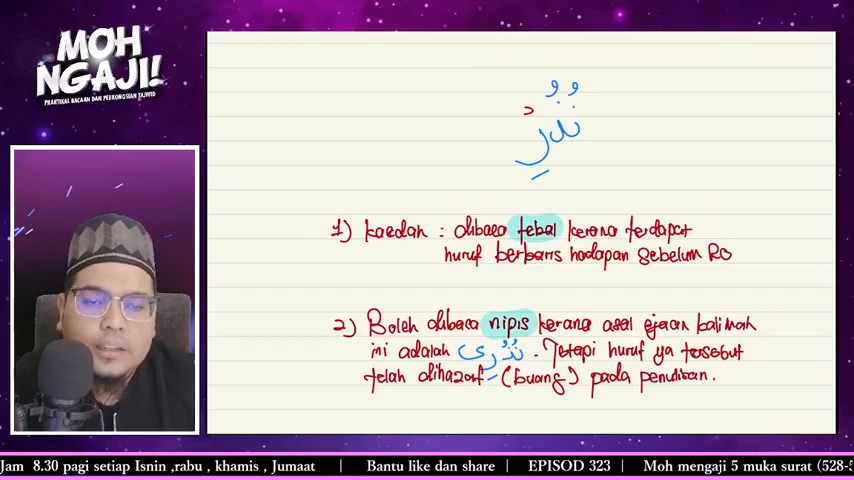 MOH
NGAJI!
PRAKTIKAL BACAAN DAN PERKONGSIAN TAJWID
نُذُرِ
1) Kaedah : dibaca tebal kerana terdapat
huruf berbaris hadapan sebelum RO
2) Boleh dibaca nipis kerana asal ejaan kalimah
ini adalah نُذُرِى . Tetapi huruf ya tersebut
telah dihazaf (buang) pada penulisan.
Jam 8.30 pagi setiap Isnin ,rabu , khamis , Jumaat | Bantu like dan share | EPISOD 323 | Moh mengaji 5 muka surat (528-5